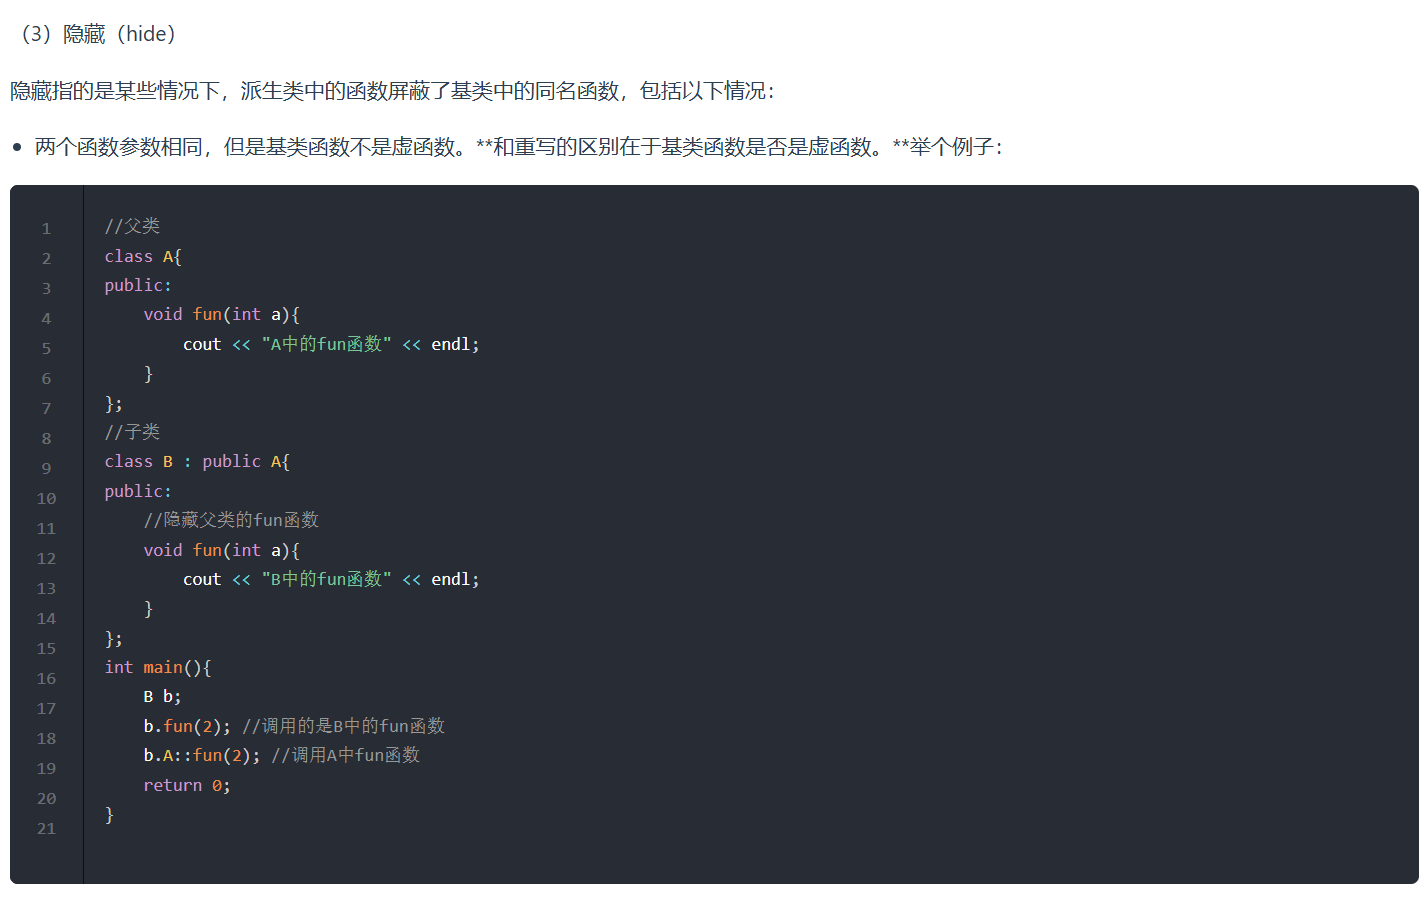 （3）隐藏（hide）
隐藏指的是某些情况下，派生类中的函数屏蔽了基类中的同名函数，包括以下情况：
• 两个函数参数相同，但是基类函数不是虚函数。**和重写的区别在于基类函数是否是虚函数。**举个例子：
1 //父类
2 class A{
3 public:
4     void fun(int a){
5         cout << "A中的fun函数" << endl;
6     }
7 };
8 //子类
9 class B : public A{
10 public:
11     //隐藏父类的fun函数
12     void fun(int a){
13         cout << "B中的fun函数" << endl;
14     }
15 };
16 int main(){
17     B b;
18     b.fun(2); //调用的是B中的fun函数
19     b.A::fun(2); //调用A中fun函数
20     return 0;
21 }